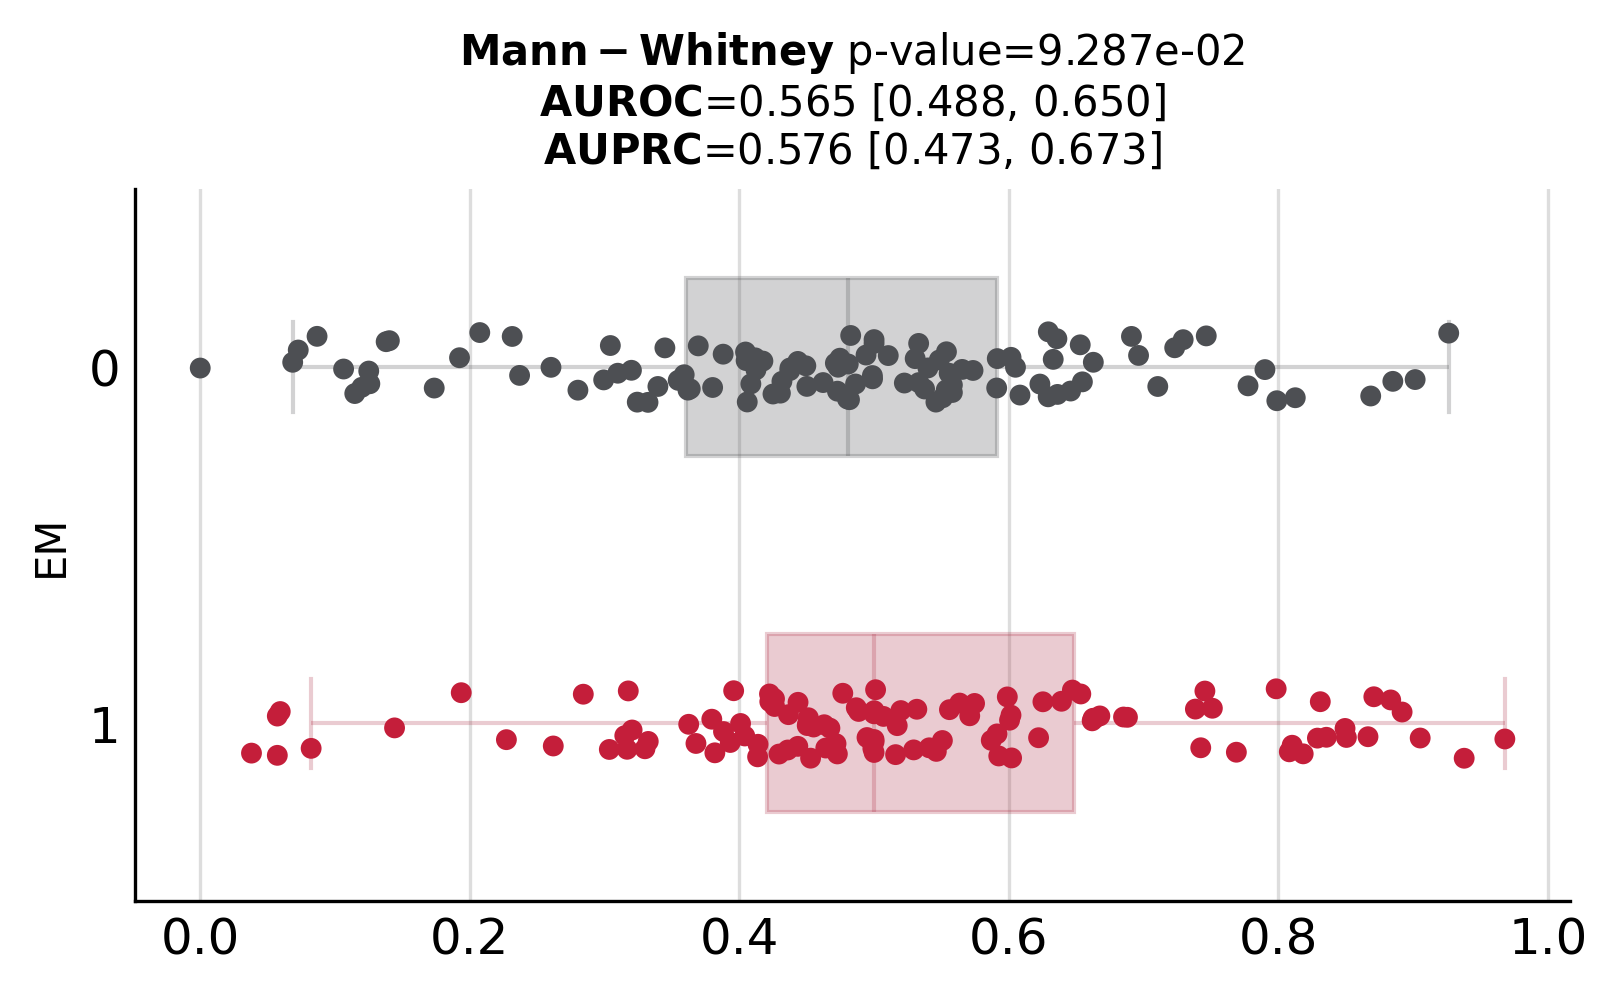 Mann − Whitney p-value=9.287e-02
AUROC=0.565 [0.488, 0.650]
AUPRC=0.576 [0.473, 0.673]
0
EM
1
0.0 0.2 0.4 0.6 0.8 1.0